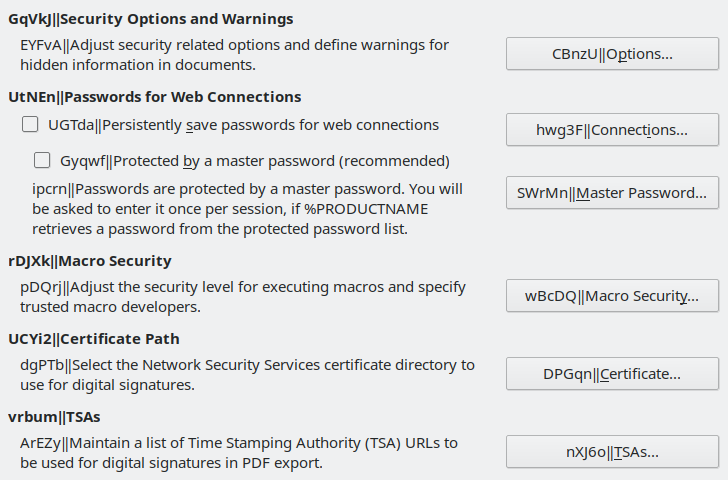 GqVkJ||Security Options and Warnings
EYFvA||Adjust security related options and define warnings for
hidden information in documents.
CBnzU||Options...
UtNEn||Passwords for Web Connections
UGTda||Persistently save passwords for web connections
hwg3F||Connections...
Gyqwf||Protected by a master password (recommended)
ipcrn||Passwords are protected by a master password. You will
be asked to enter it once per session, if %PRODUCTNAME
retrieves a password from the protected password list.
SWrMn||Master Password...
rDJXk||Macro Security
pDQrj||Adjust the security level for executing macros and specify
trusted macro developers.
wBcDQ||Macro Security...
UCYi2||Certificate Path
dgPTb||Select the Network Security Services certificate directory to
use for digital signatures.
DPGqn||Certificate...
vrbum||TSAs
ArEZy||Maintain a list of Time Stamping Authority (TSA) URLs to
be used for digital signatures in PDF export.
nXJ6o||TSAs...